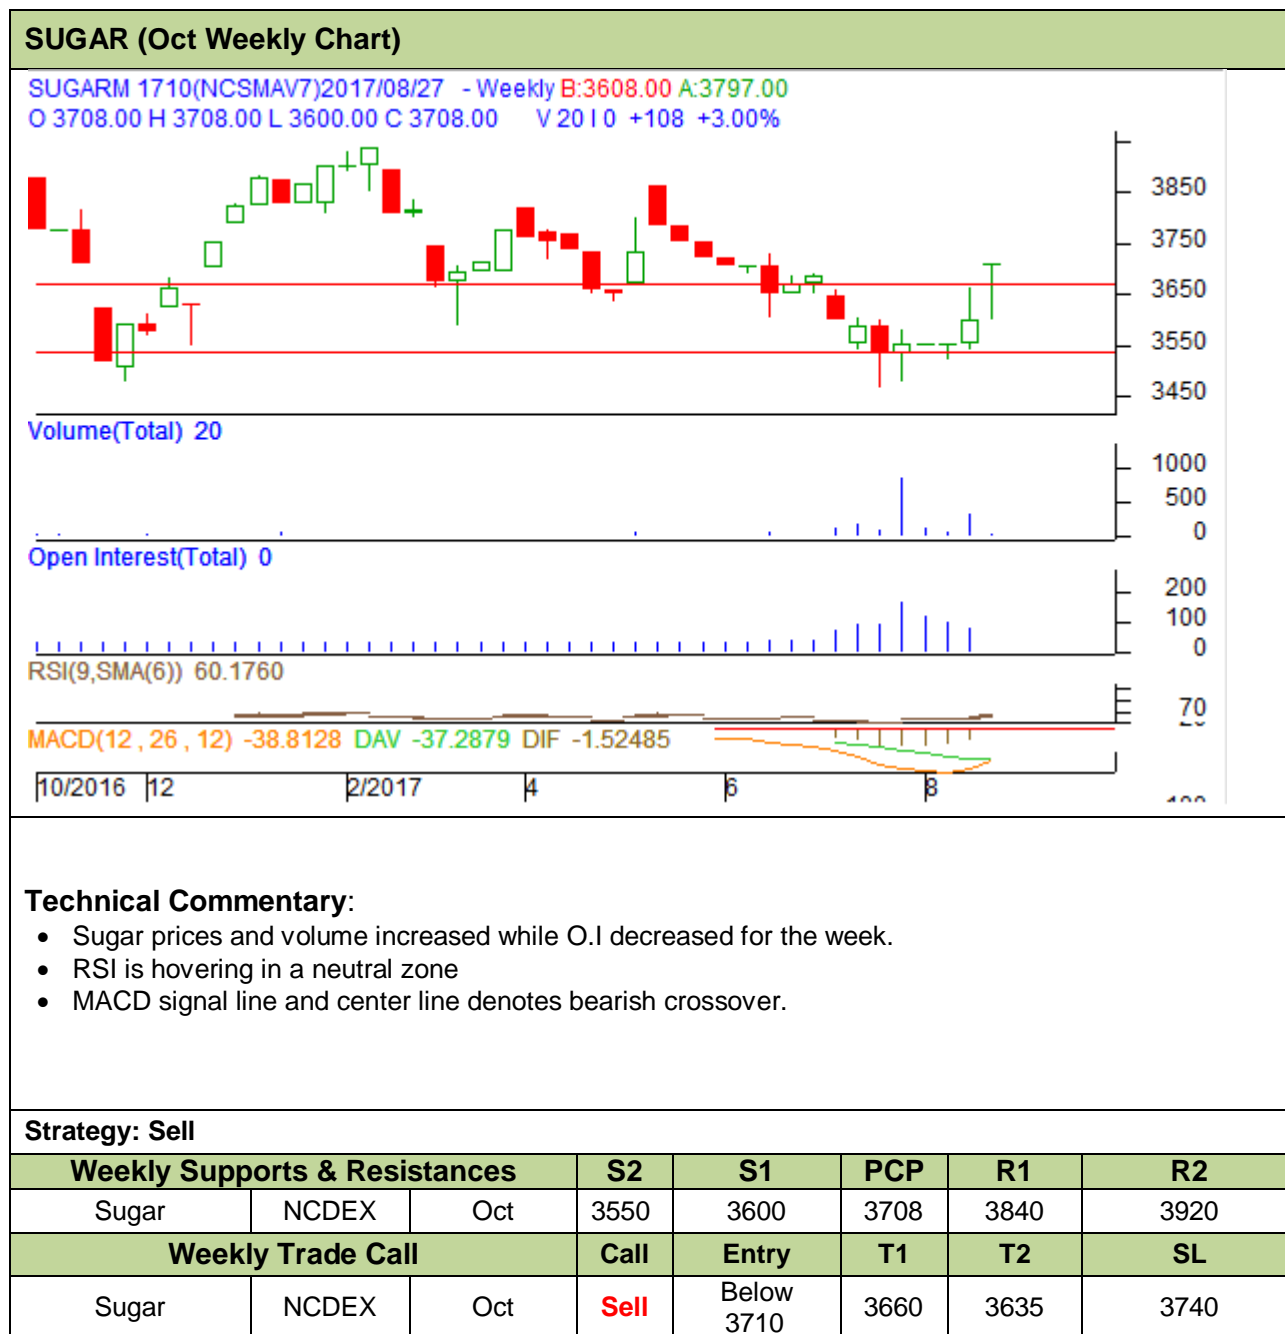 SUGAR (Oct Weekly Chart)
SUGARM 1710(NCSMAV7)2017/08/27 - Weekly B:3608.00 A:3797.00
O 3708.00 H 3708.00 L 3600.00 C 3708.00 V 20 I 0 +108 +3.00%
3850
3750
3650
3550
3450
Volume(Total) 20
1000
500
0
Open Interest(Total) 0
200
100
0
RSI(9,SMA(6)) 60.1760
70
MACD(12 , 26 , 12) -38.8128 DAV -37.2879 DIF -1.52485
10/2016 12 2/2017 4 6 8
Technical Commentary:
• Sugar prices and volume increased while O.I decreased for the week.
• RSI is hovering in a neutral zone
• MACD signal line and center line denotes bearish crossover.
Strategy: Sell
Weekly Supports & Resistances S2 S1 PCP R1 R2
Sugar NCDEX Oct 3550 3600 3708 3840 3920
Weekly Trade Call Call Entry T1 T2 SL
Sugar NCDEX Oct Sell Below 3710 3660 3635 3740